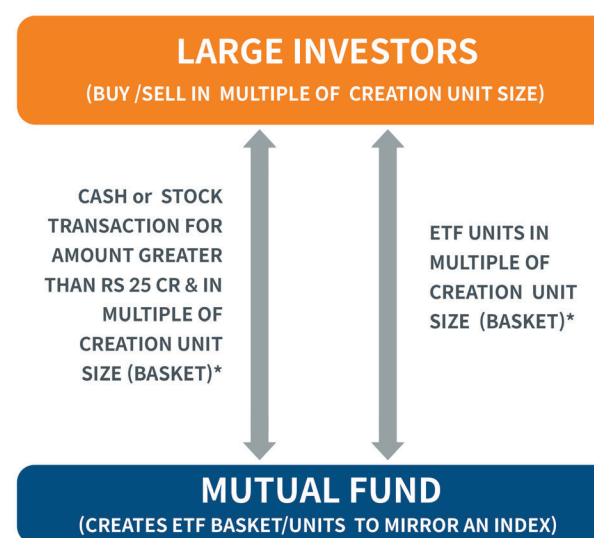 LARGE INVESTORS
(BUY /SELL IN MULTIPLE OF CREATION UNIT SIZE)
CASH or STOCK
TRANSACTION FOR
AMOUNT GREATER
THAN RS 25 CR & IN
MULTIPLE OF
CREATION UNIT
SIZE (BASKET)*
ETF UNITS IN
MULTIPLE OF
CREATION UNIT
SIZE (BASKET)*
MUTUAL FUND
(CREATES ETF BASKET/UNITS TO MIRROR AN INDEX)